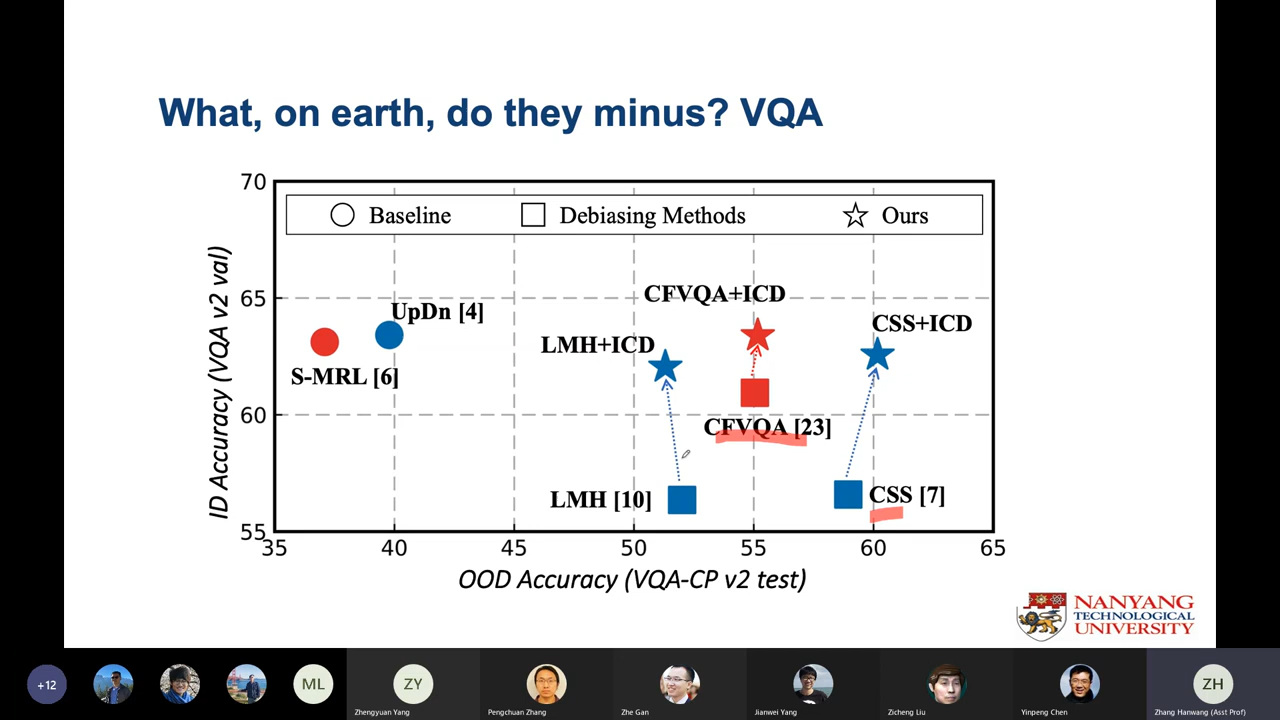 What, on earth, do they minus? VQA
70
Baseline
Debiasing Methods
Ours
65
60
55
ID Accuracy (VQA v2 val)
CFVQA+ICD
UpDn [4]
CSS+ICD
LMH+ICD
S-MRL [6]
CFVQA [23]
LMH [10]
CSS [7]
35
40
45
50
55
60
65
OOD Accuracy (VQA-CP v2 test)
NANYANG
TECHNOLOGICAL
UNIVERSITY
+12
ML
ZY
ZH
Zhengyuan Yang
Pengchuan Zhang
Zhe Gan
Jianwei Yang
Zicheng Liu
Yinpeng Chen
Zhang Hanwang (Asst Prof)